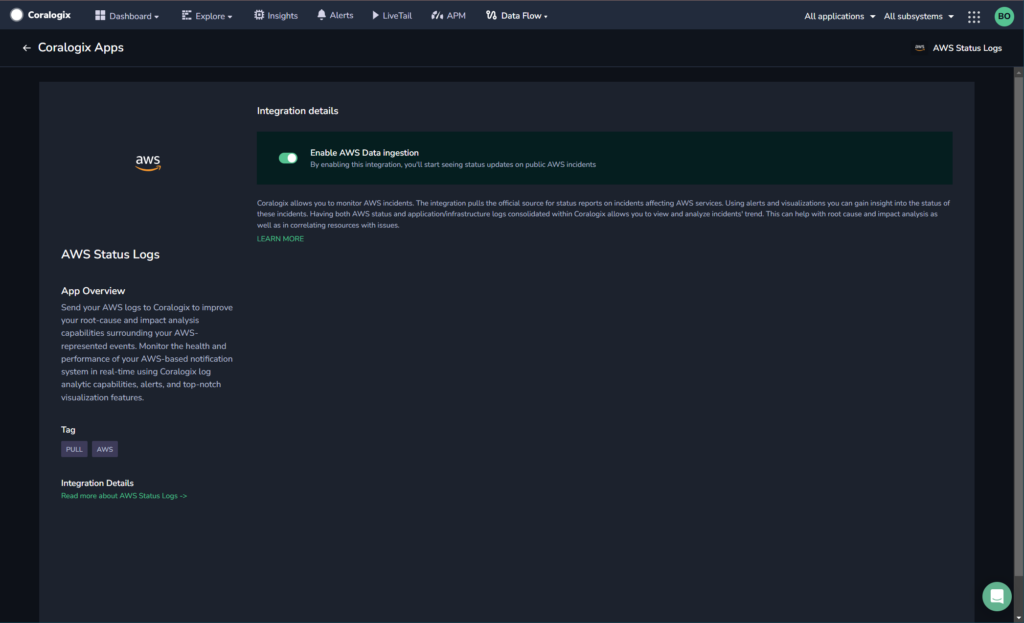 Coralogix Dashboard Explore Insights Alerts LiveTail APM Data Flow All applications All subsystems BO
← Coralogix Apps aws AWS Status Logs
Integration details
Enable AWS Data ingestion
By enabling this integration, you'll start seeing status updates on public AWS incidents
aws
Coralogix allows you to monitor AWS incidents. The integration pulls the official source for status reports on incidents affecting AWS services. Using alerts and visualizations you can gain insight into the status of
these incidents. Having both AWS status and application/infrastructure logs consolidated within Coralogix allows you to view and analyze incidents' trend. This can help with root cause and impact analysis as
well as in correlating resources with issues.
LEARN MORE
AWS Status Logs
App Overview
Send your AWS logs to Coralogix to improve
your root-cause and impact analysis
capabilities surrounding your AWS-
represented events. Monitor the health and
performance of your AWS-based notification
system in real-time using Coralogix log
analytic capabilities, alerts, and top-notch
visualization features.
Tag
PULL AWS
Integration Details
Read more about AWS Status Logs ->